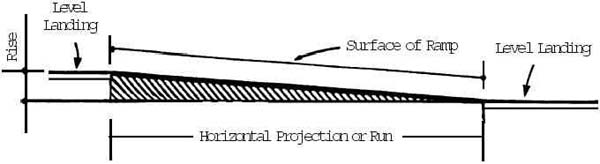 Rise
Level
Landing
Surface of Ramp
Level Landing
Horizontal Projection or Run